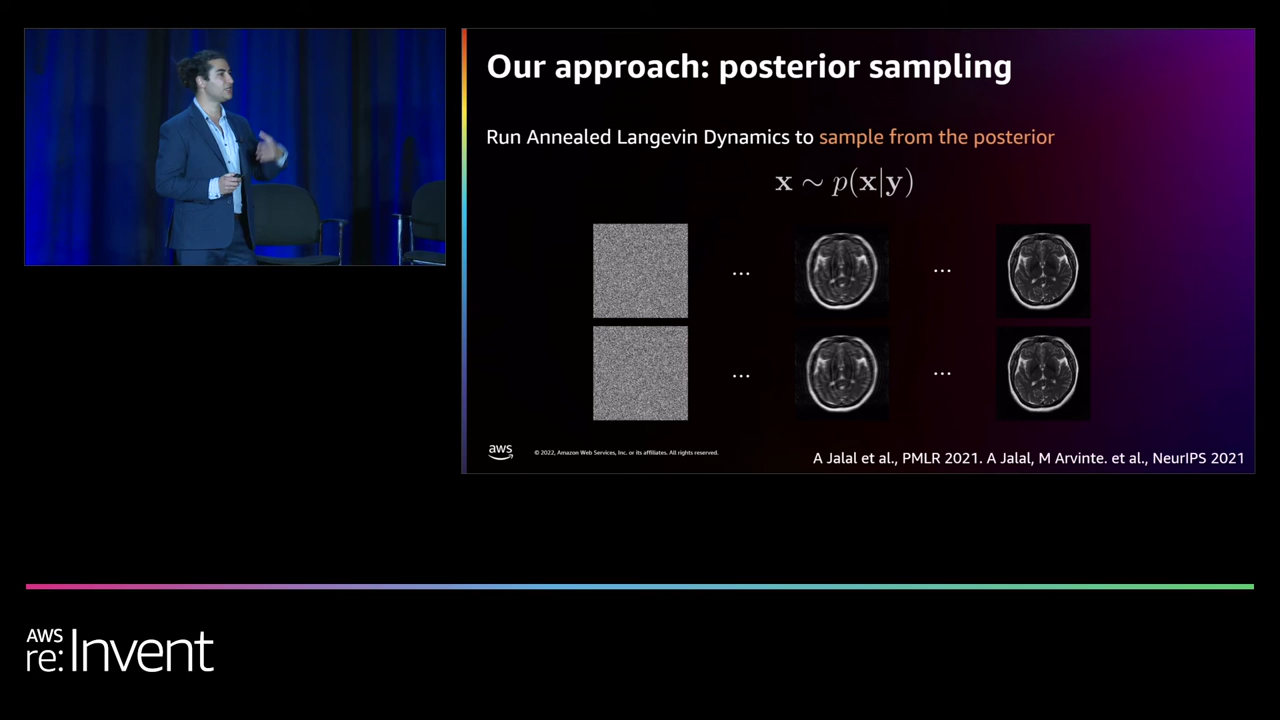 Our approach: posterior sampling
Run Annealed Langevin Dynamics to sample from the posterior
x ∼ p(x|y)
... ...
... ...
aws
© 2022, Amazon Web Services, Inc. or its affiliates. All rights reserved.
A Jalal et al., PMLR 2021. A Jalal, M Arvinte. et al., NeurIPS 2021
AWS
re:Invent